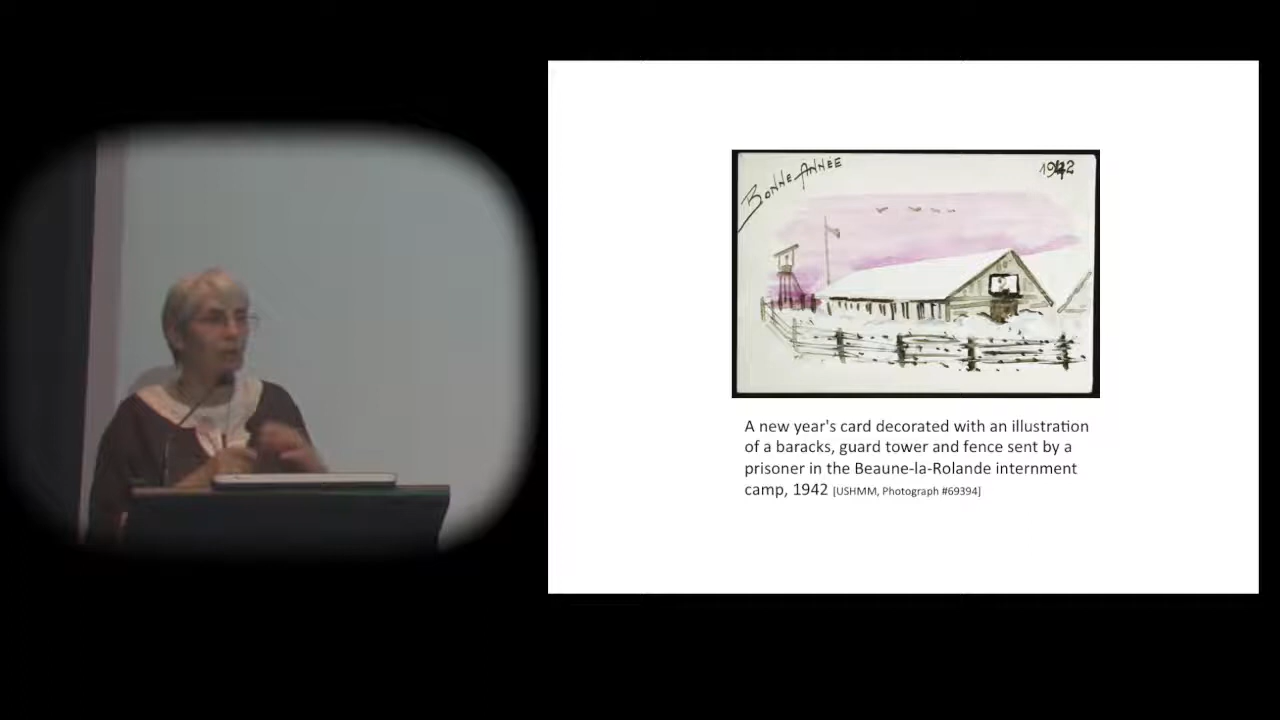 BONNE ANNÉE
1942
A new year's card decorated with an illustration
of a baracks, guard tower and fence sent by a
prisoner in the Beaune-la-Rolande internment
camp, 1942 [USHMM, Photograph #69394]